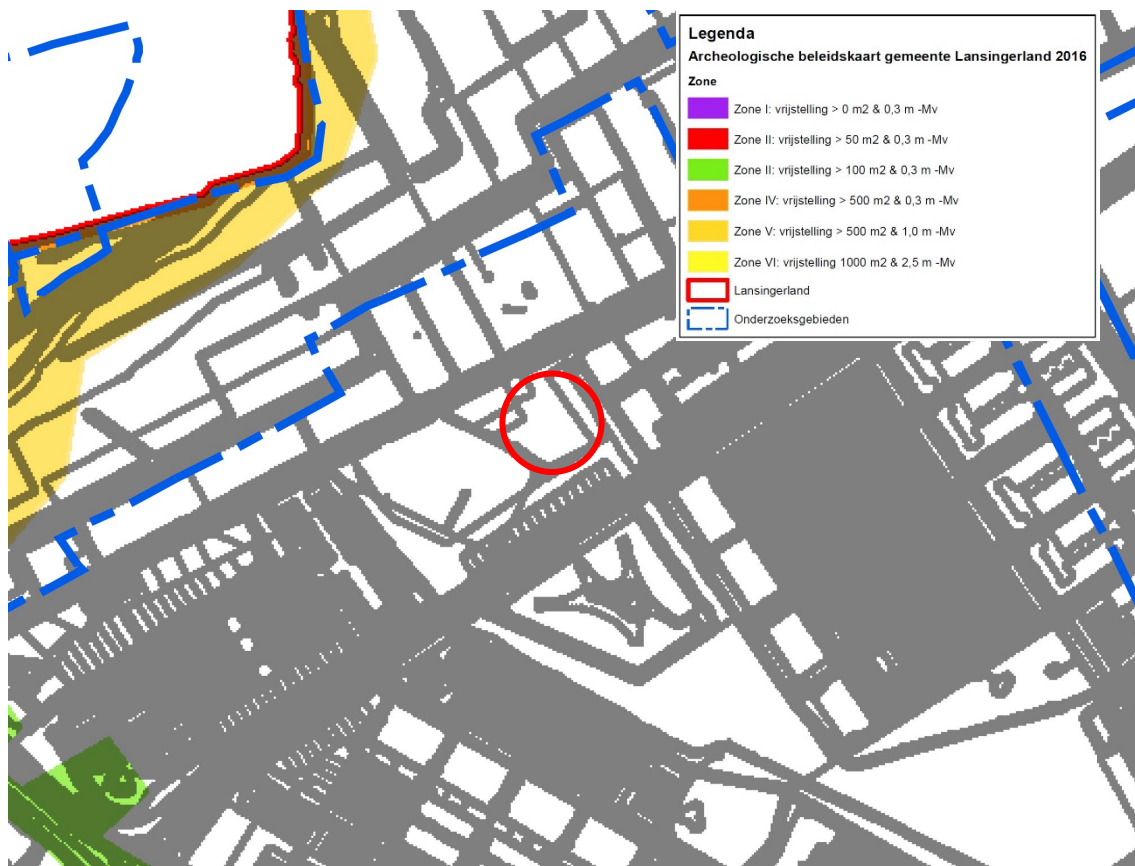 Legenda
Archeologische beleidskaart gemeente Lansingerland 2016
Zone
Zone I: vrijstelling > 0 m2 & 0,3 m -Mv
Zone II: vrijstelling > 50 m2 & 0,3 m -Mv
Zone II: vrijstelling > 100 m2 & 0,3 m -Mv
Zone IV: vrijstelling > 500 m2 & 0,3 m -Mv
Zone V: vrijstelling > 500 m2 & 1,0 m -Mv
Zone VI: vrijstelling 1000 m2 & 2,5 m -Mv
Lansingerland
Onderzoeksgebieden